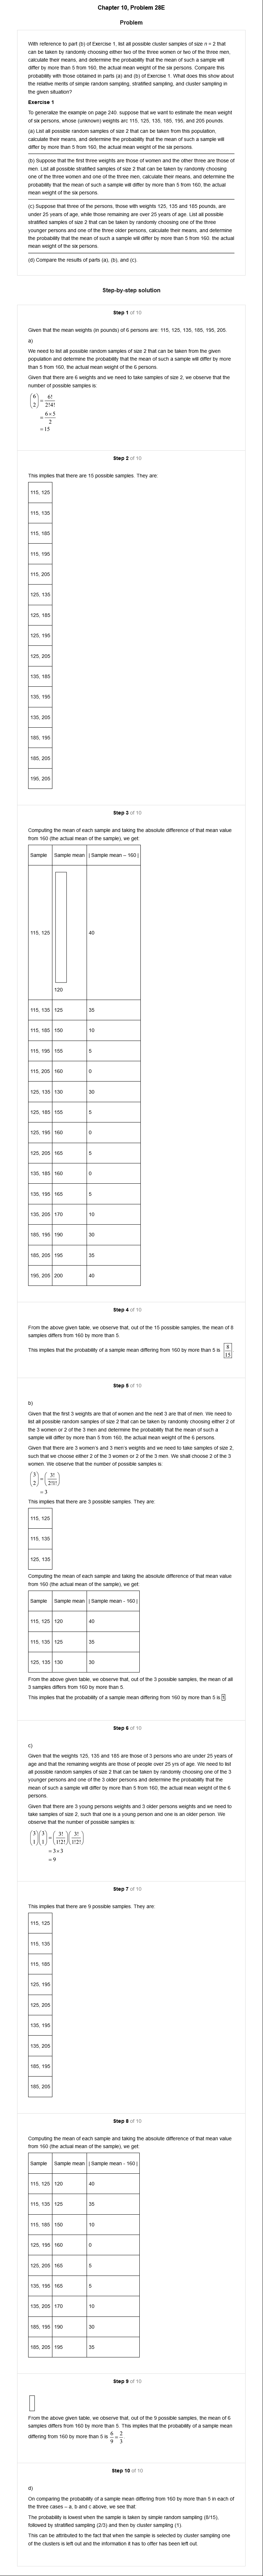 Chapter 10, Problem 28E
Problem
With reference to part (b) of Exercise 1, list all possible cluster samples of size n = 2 that
can be taken by randomly choosing either two of the three women or two of the three men,
calculate their means, and determine the probability that the mean of such a sample will
differ by more than 5 from 160, the actual mean weight of the six persons. Compare this
probability with those obtained in parts (a) and (b) of Exercise 1. What does this show about
the relative merits of simple random sampling, stratified sampling, and cluster sampling in
the given situation?
Exercise 1
To generalize the example on page 240, suppose that we want to estimate the mean weight
of six persons, whose (unknown) weights are 115, 125, 135, 185, 195, and 205 pounds.
(a) List all possible random samples of size 2 that can be taken from this population,
calculate their means, and determine the probability that the mean of such a sample will
differ by more than 5 from 160, the actual mean weight of the six persons.
(b) Suppose that the first three weights are those of women and the other three are those of
men. List all possible stratified samples of size 2 that can be taken by randomly choosing
one of the three women and one of the three men, calculate their means, and determine the
probability that the mean of such a sample will differ by more than 5 from 160, the actual
mean weight of the six persons.
(c) Suppose that three of the persons, those with weights 125, 135 and 185 pounds, are
under 25 years of age, while those remaining are over 25 years of age. List all possible
stratified samples of size 2 that can be taken by randomly choosing one of the three
younger persons and one of the three older persons, calculate their means, and determine
the probability that the mean of such a sample will differ by more than 5 from 160, the actual
mean weight of the six persons.
(d) Compare the results of parts (a), (b), and (c).
Step-by-step solution
Step 1 of 10
Given that the mean weights (in pounds) of 6 persons are: 115, 125, 135, 185, 195, 205.
a)
We need to list all possible random samples of size 2 that can be taken from the given
population and determine the probability that the mean of such a sample will differ by more
than 5 from 160, the actual mean weight of the 6 persons.
Given that there are 6 weights and we need to take samples of size 2, we observe that the
number of possible samples is:
(6 2) = 6!/2!4!
= 6×5/2
= 15
Step 2 of 10
This implies that there are 15 possible samples. They are:
115, 125
115, 135
115, 185
115, 195
115, 205
125, 135
125, 185
125, 195
125, 205
135, 185
135, 195
135, 205
185, 195
185, 205
195, 205
Step 3 of 10
Computing the mean of each sample and taking the absolute difference of that mean value
from 160 (the actual mean of the sample), we get:
Sample Sample mean | Sample mean – 160 |
115, 125 120 40
115, 135 125 35
115, 185 150 10
115, 195 155 5
115, 205 160 0
125, 135 130 30
125, 185 155 5
125, 195 160 0
125, 205 165 5
135, 185 160 0
135, 195 165 5
135, 205 170 10
185, 195 190 30
185, 205 195 35
195, 205 200 40
Step 4 of 10
From the above given table, we observe that, out of the 15 possible samples, the mean of 8
samples differs from 160 by more than 5.
This implies that the probability of a sample mean differing from 160 by more than 5 is 8/15
Step 5 of 10
b)
Given that the first 3 weights are that of women and the next 3 are that of men. We need to
list all possible random samples of size 2 that can be taken by randomly choosing either 2 of
the 3 women or 2 of the 3 men and determine the probability that the mean of such a
sample will differ by more than 5 from 160, the actual mean weight of the 6 persons.
Given that there are 3 women's and 3 men's weights and we need to take samples of size 2,
such that we choose either 2 of the 3 women or 2 of the 3 men. We shall choose 2 of the 3
women. We observe that the number of possible samples is:
(3 2) = (3!/2!1!)
= 3
This implies that there are 3 possible samples. They are:
115, 125
115, 135
125, 135
Computing the mean of each sample and taking the absolute difference of that mean value
from 160 (the actual mean of the sample), we get:
Sample Sample mean | Sample mean - 160 |
115, 125 120 40
115, 135 125 35
125, 135 130 30
From the above given table, we observe that, out of the 3 possible samples, the mean of all
3 samples differs from 160 by more than 5.
This implies that the probability of a sample mean differing from 160 by more than 5 is 1
Step 6 of 10
c)
Given that the weights 125, 135 and 185 are those of 3 persons who are under 25 years of
age and that the remaining weights are those of people over 25 yrs of age. We need to list
all possible random samples of size 2 that can be taken by randomly choosing one of the 3
younger persons and one of the 3 older persons and determine the probability that the
mean of such a sample will differ by more than 5 from 160, the actual mean weight of the 6
persons.
Given that there are 3 younger persons weights and 3 older persons weights and we need to
take samples of size 2, such that one is a young person and one is an older person. We
observe that the number of possible samples is:
(3 1)(3 1) = (3!/1!2!)(3!/1!2!)
= 3×3
= 9
Step 7 of 10
This implies that there are 9 possible samples. They are:
115, 125
115, 135
115, 185
125, 195
125, 205
135, 195
135, 205
185, 195
185, 205
Step 8 of 10
Computing the mean of each sample and taking the absolute difference of that mean value
from 160 (the actual mean of the sample), we get:
Sample Sample mean | Sample mean - 160 |
115, 125 120 40
115, 135 125 35
115, 185 150 10
125, 195 160 0
125, 205 165 5
135, 195 165 5
135, 205 170 10
185, 195 190 30
185, 205 195 35
Step 9 of 10
From the above given table, we observe that, out of the 9 possible samples, the mean of 6
samples differs from 160 by more than 5. This implies that the probability of a sample mean
differing from 160 by more than 5 is 6/9 = 2/3
Step 10 of 10
d)
On comparing the probability of a sample mean differing from 160 by more than 5 in each of
the three cases – a, b and c above, we see that:
The probability is lowest when the sample is taken by simple random sampling (8/15),
followed by stratified sampling (2/3) and then by cluster sampling (1).
This can be attributed to the fact that when the sample is selected by cluster sampling one
of the clusters is left out and the information it has to offer has been left out.